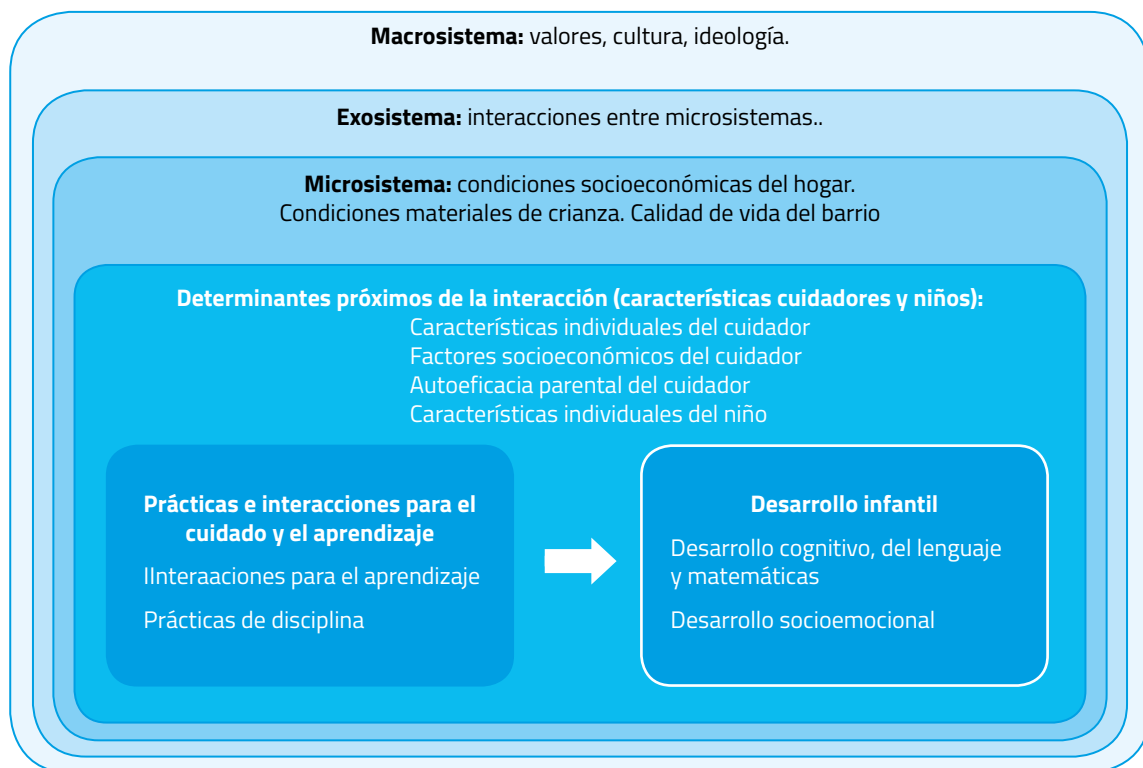 Macrosistema: valores, cultura, ideología.
Exosistema: interacciones entre microsistemas..
Microsistema: condiciones socioeconómicas del hogar.
Condiciones materiales de crianza. Calidad de vida del barrio
Determinantes próximos de la interacción (características cuidadores y niños):
Características individuales del cuidador
Factores socioeconómicos del cuidador
Autoeficacia parental del cuidador
Características individuales del niño
Prácticas e interacciones para el
cuidado y el aprendizaje
IInteraaciones para el aprendizaje
Prácticas de disciplina
Desarrollo infantil
Desarrollo cognitivo, del lenguaje
y matemáticas
Desarrollo socioemocional